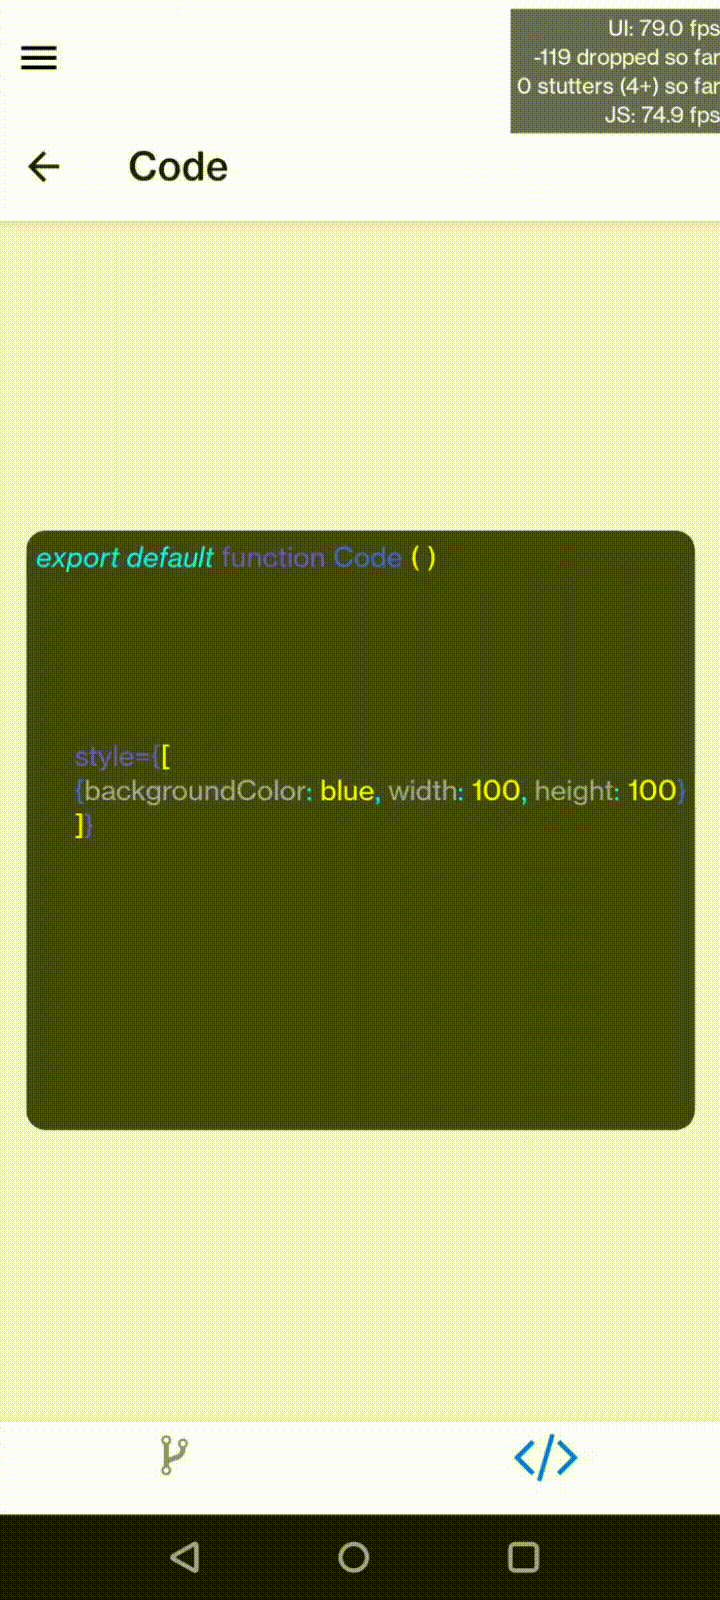 UI: 79.0 fps
-119 dropped so far
0 stutters (4+) so far
JS: 74.9 fps
Code
export default function Code ( )
style={[
{backgroundColor: blue, width: 100, height: 100}
]}